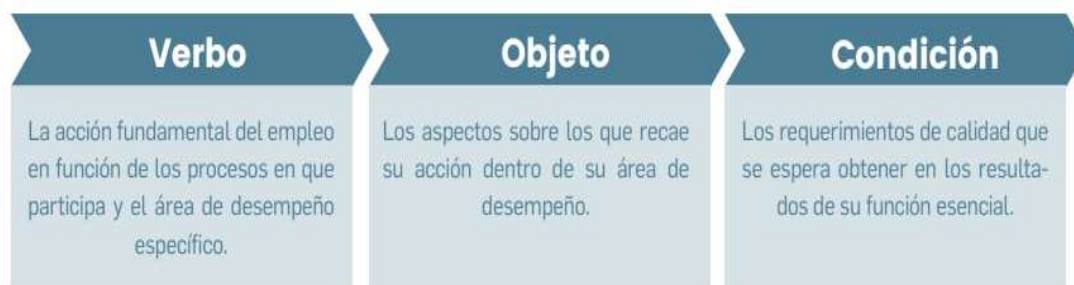 Verbo
La acción fundamental del empleo
en función de los procesos en que
participa y el área de desempeño
específico.
Objeto
Los aspectos sobre los que recae
su acción dentro de su área de
desempeño.
Condición
Los requerimientos de calidad que
se espera obtener en los resulta-
dos de su función esencial.